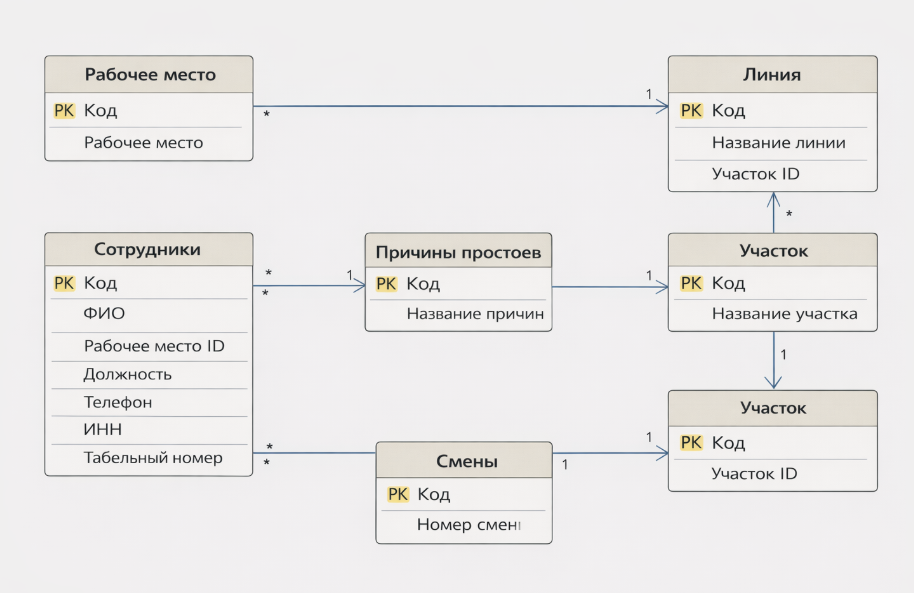 Рабочее место
PK Код
Рабочее место
*
1
Линия
PK Код
Название линии
Участок ID
*
Сотрудники
PK Код
ФИО
Рабочее место ID
Должность
Телефон
ИНН
Табельный номер
*
*
1
Причины простоев
PK Код
Название причин
1
Участок
PK Код
Название участка
1
*
*
Смены
PK Код
Номер
1
1
Участок
PK Код
Участок ID